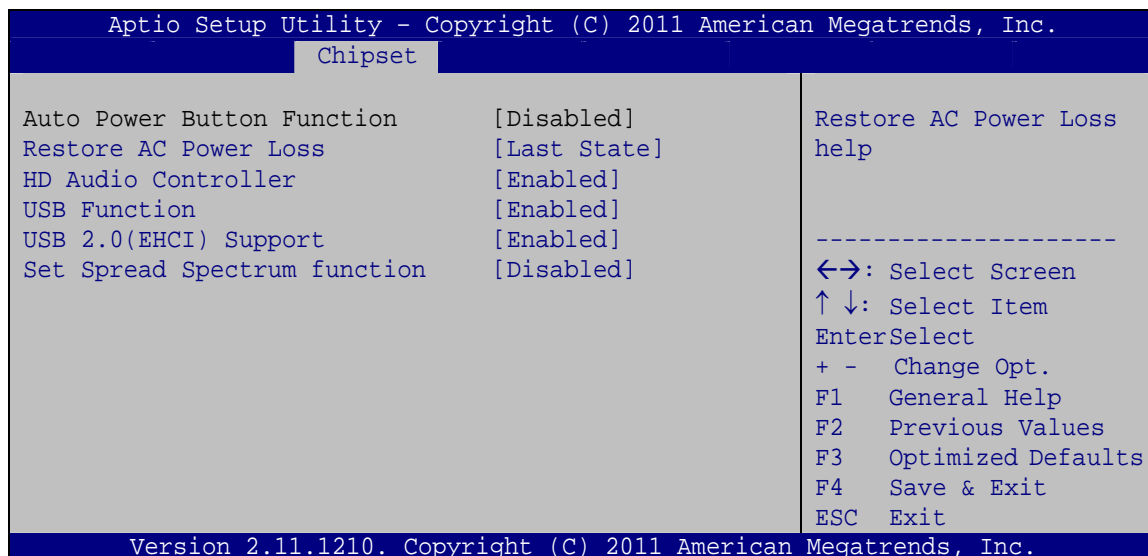 Aptio Setup Utility – Copyright (C) 2011 American Megatrends, Inc.
Chipset
Auto Power Button Function [Disabled]
Restore AC Power Loss [Last State]
HD Audio Controller [Enabled]
USB Function [Enabled]
USB 2.0(EHCI) Support [Enabled]
Set Spread Spectrum function [Disabled]
Restore AC Power Loss
help
---------------------
←→: Select Screen
↑ ↓: Select Item
EnterSelect
+ - Change Opt.
F1 General Help
F2 Previous Values
F3 Optimized Defaults
F4 Save & Exit
ESC Exit
Version 2.11.1210. Copyright (C) 2011 American Megatrends, Inc.